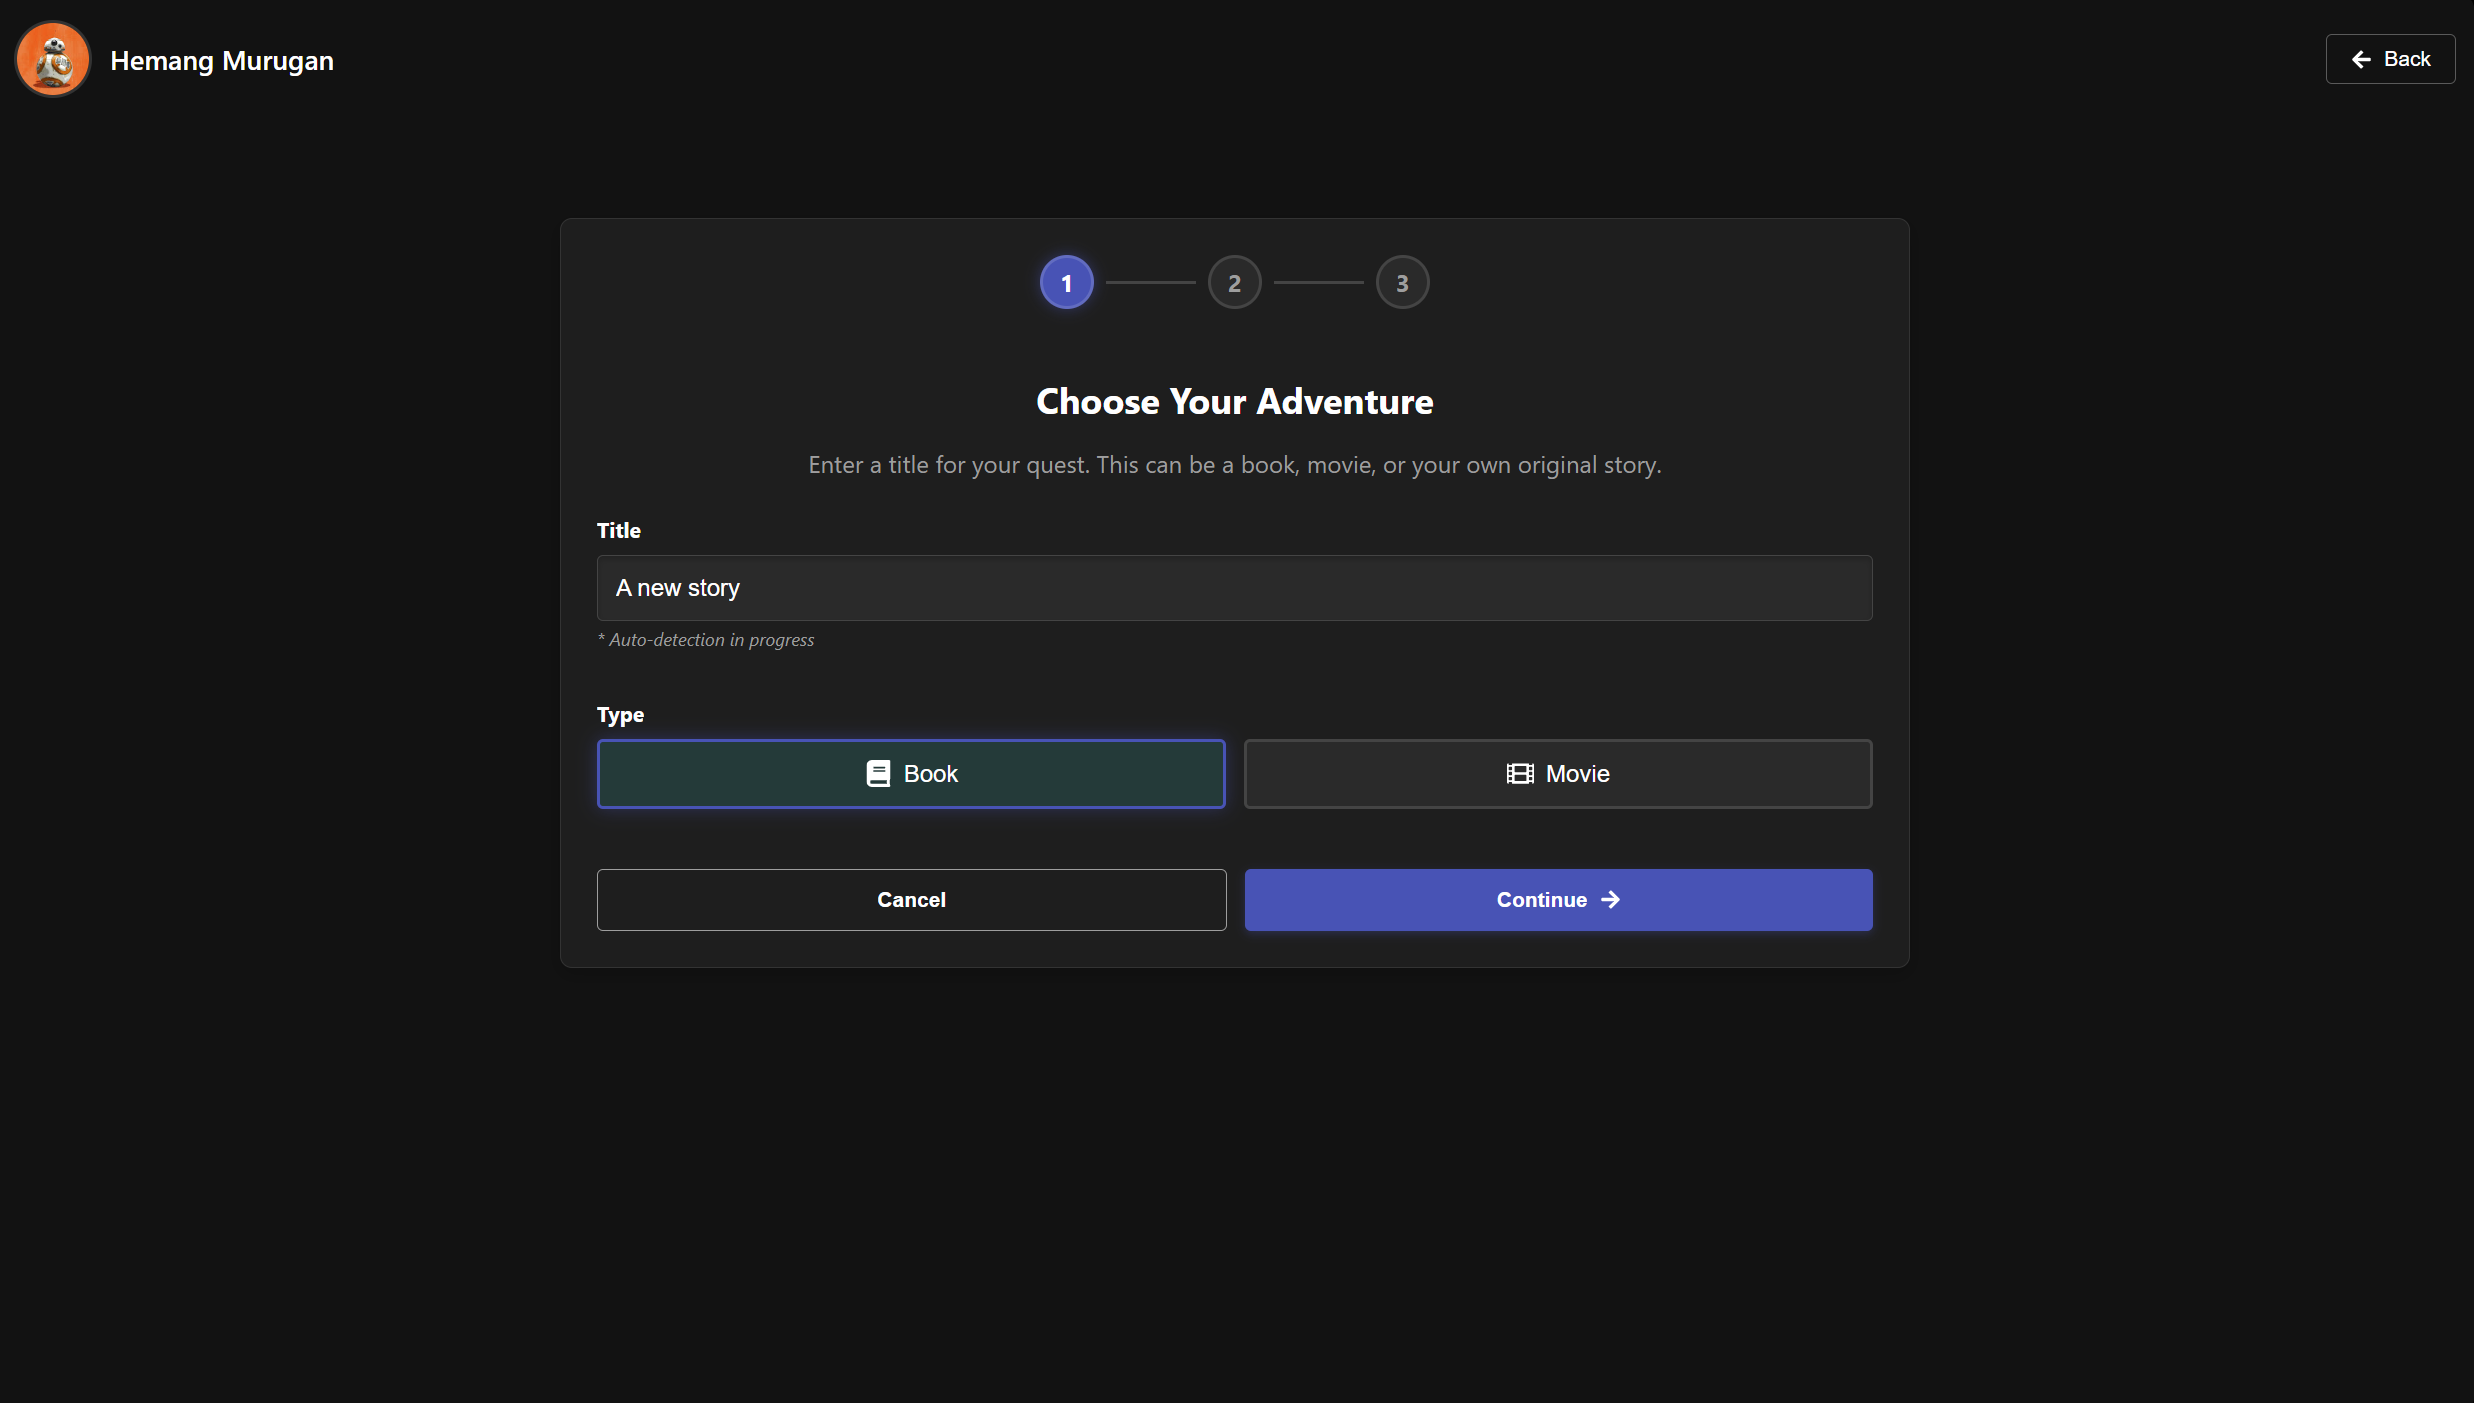 Hemang Murugan
Back
1
2
3
Choose Your Adventure
Enter a title for your quest. This can be a book, movie, or your own original story.
Title
A new story
* Auto-detection in progress
Type
Book
Movie
Cancel
Continue